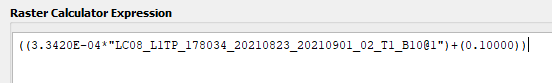 Raster Calculator Expression
((3.3420E-04*"LC08_L1TP_178034_20210823_20210901_02_T1_B10@1")+(0.10000))